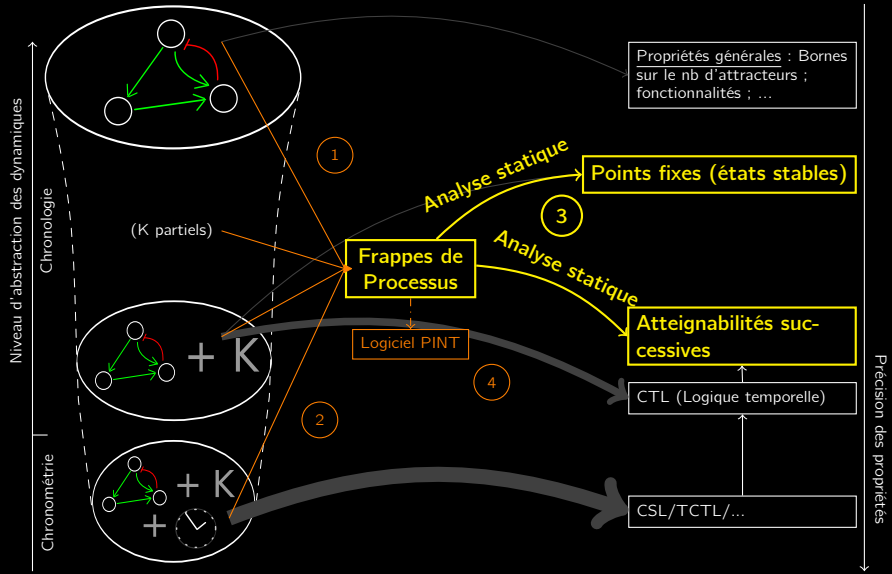 Niveau d'abstraction des dynamiques
Chronologie
Chronométrie
Propriétés générales : Bornes
sur le nb d'attracteurs ;
fonctionnalités ; ...
1
Analyse statique
Points fixes (états stables)
3
(K partiels)
Frappes de
Processus
Analyse statique
Atteignabilités suc-
cessives
+ K
Logiciel PINT
4
CTL (Logique temporelle)
2
+ K
+
CSL/TCTL/...
Précision des propriétés